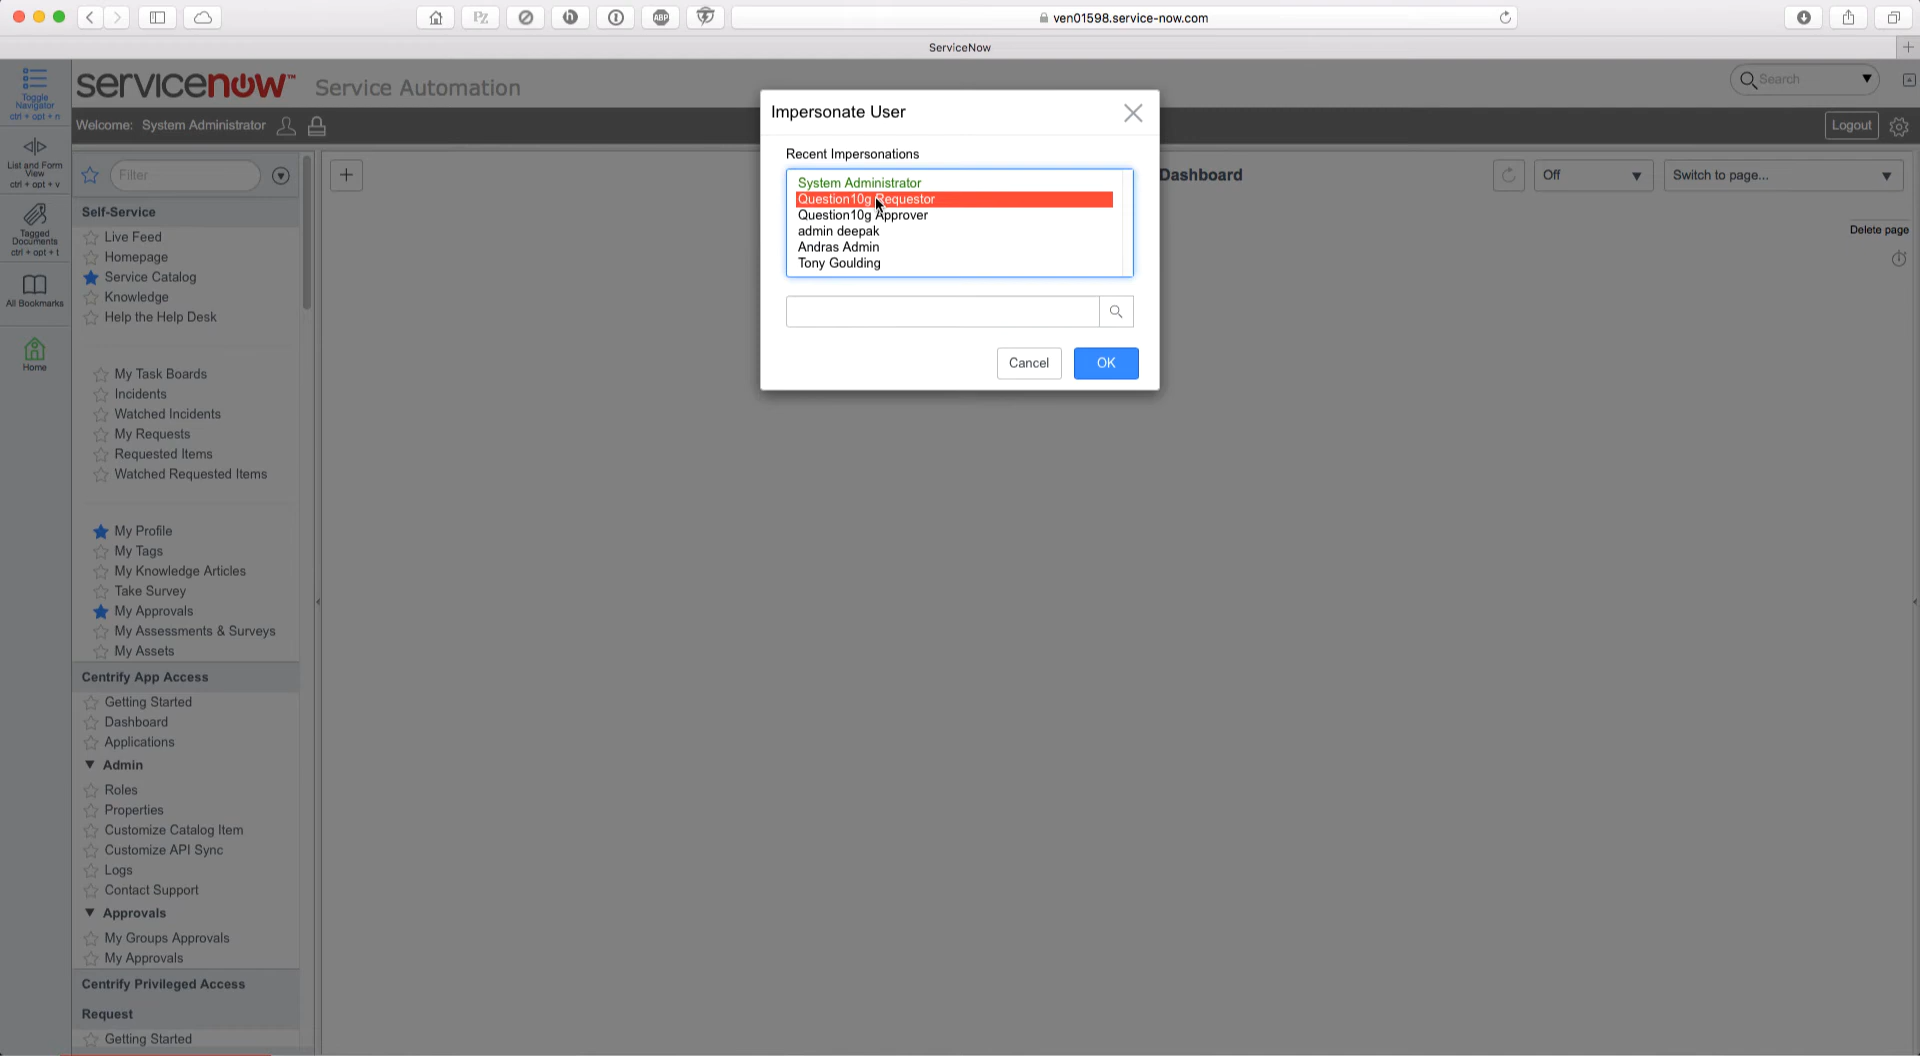 PZ
ABP
ven01598.service-now.com
ServiceNow
servicenow™ Service Automation
Search
Toggle
Navigator
ctrl + opt + n
Welcome: System Administrator
Logout
List and Form
View
ctrl + opt + v
Tagged
Documents
ctrl + opt + t
All Bookmarks
Home
Filter
Self-Service
Live Feed
Homepage
Service Catalog
Knowledge
Help the Help Desk
My Task Boards
Incidents
Watched Incidents
My Requests
Requested Items
Watched Requested Items
My Profile
My Tags
My Knowledge Articles
Take Survey
My Approvals
My Assessments & Surveys
My Assets
Centrify App Access
Getting Started
Dashboard
Applications
Admin
Roles
Properties
Customize Catalog Item
Customize API Sync
Logs
Contact Support
Approvals
My Groups Approvals
My Approvals
Centrify Privileged Access
Request
Getting Started
Impersonate User
Recent Impersonations
System Administrator
Question10g Requestor
Question10g Approver
admin deepak
Andras Admin
Tony Goulding
Cancel
OK
Dashboard
Off
Switch to page...
Delete page